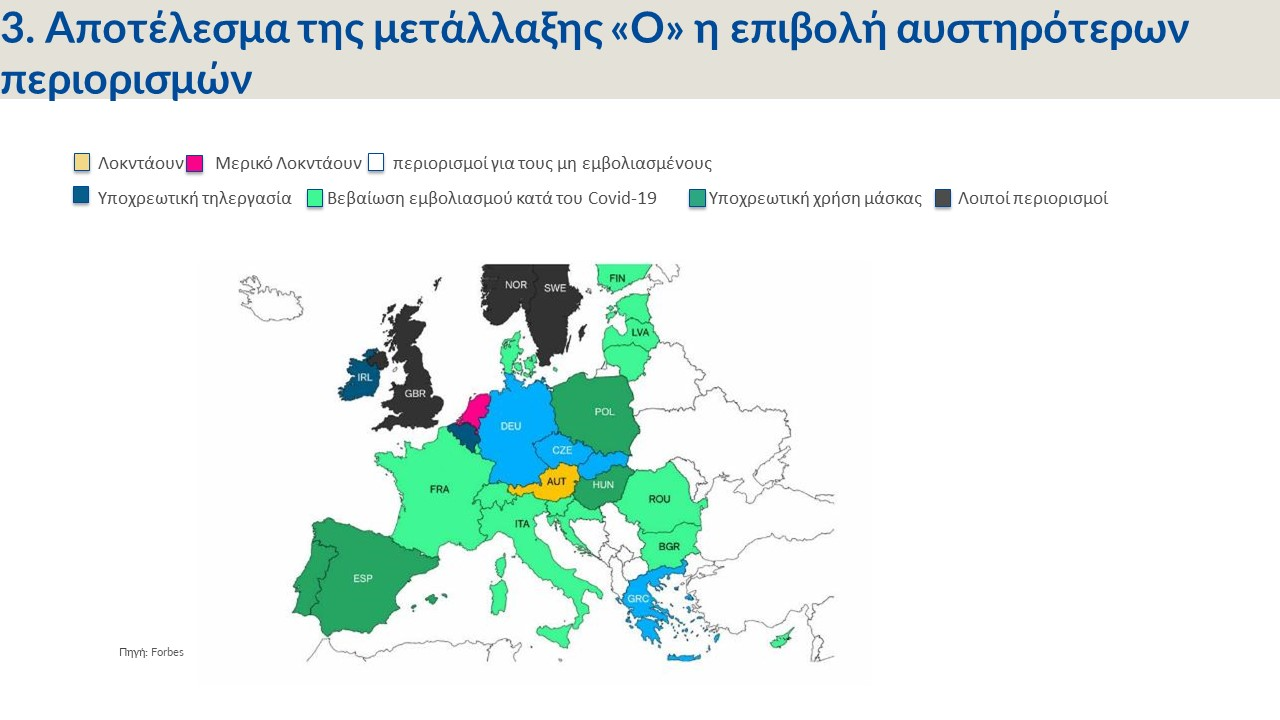 3. Αποτέλεσμα της μετάλλαξης «Ο» η επιβολή αυστηρότερων
περιορισμών
Λοκντάουν Μερικό Λοκντάουν περιορισμοί για τους μη εμβολιασμένους
Υποχρεωτική τηλεργασία Βεβαίωση εμβολιασμού κατά του Covid-19 Υποχρεωτική χρήση μάσκας Λοιποί περιορισμοί
FIN
NOR SWE
LVA
IRL
GBR
POL
DEU
CZE
AUT HUN
FRA
ROU
ITA
BGR
ESP
GRC
Πηγή: Forbes